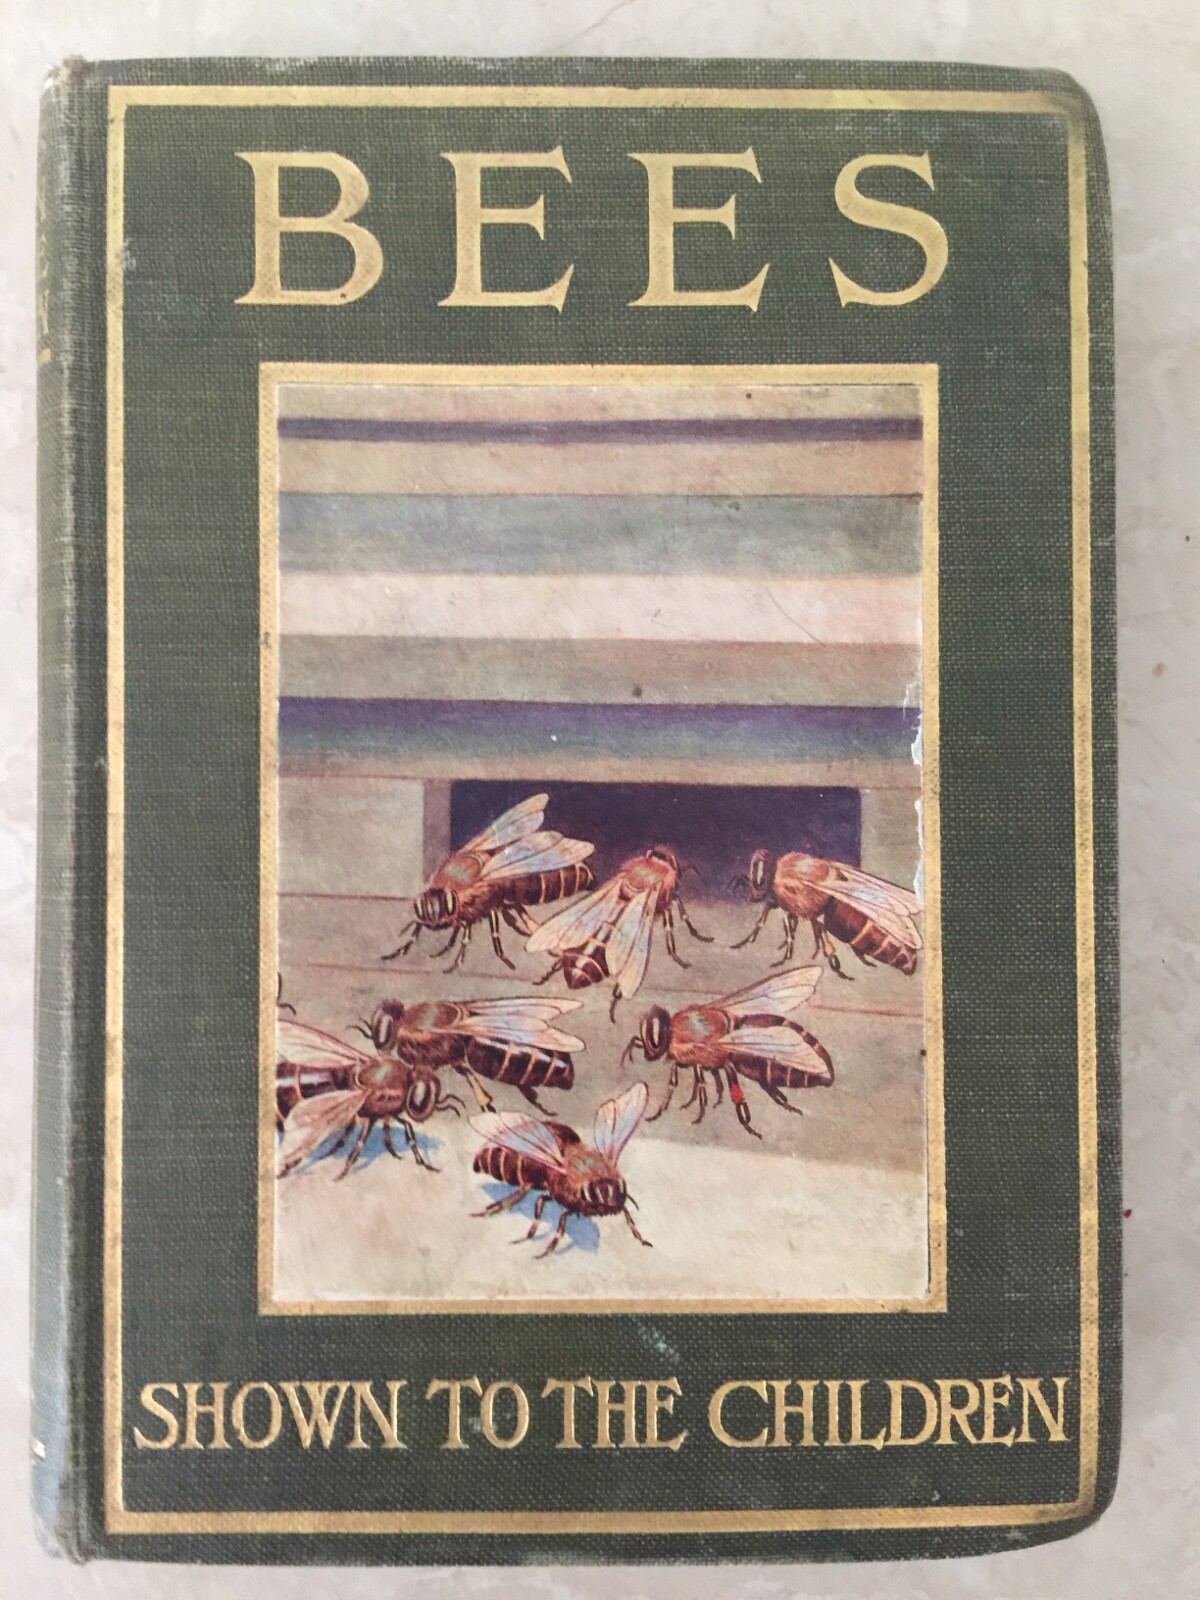 BEES
SHOWN TO THE CHILDREN